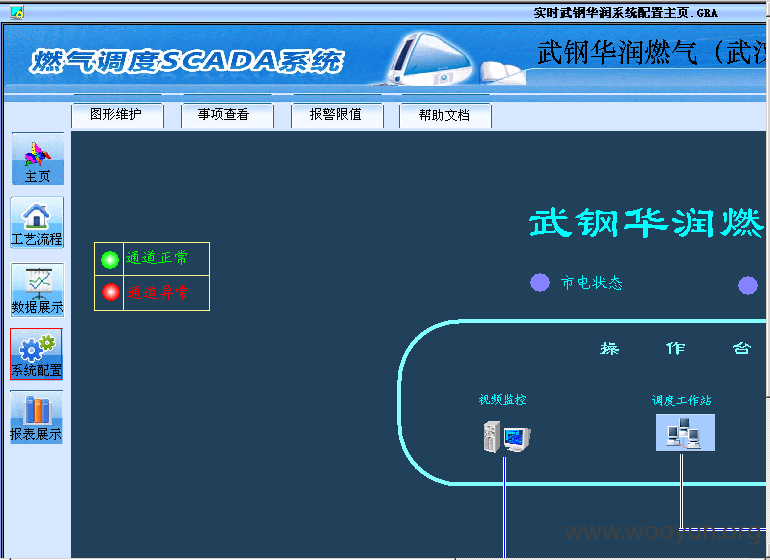 实时武钢华润系统配置主页.GRA
燃气调度SCADA系统
武钢华润燃气（武汉
图形维护 事项查看 报警限值 帮助文档
主页
工艺流程
数据展示
系统配置
报表展示
武钢华润燃
通道正常
通道异常
市电状态
操 作 台
视频监控
调度工作站
www.wooyun.org